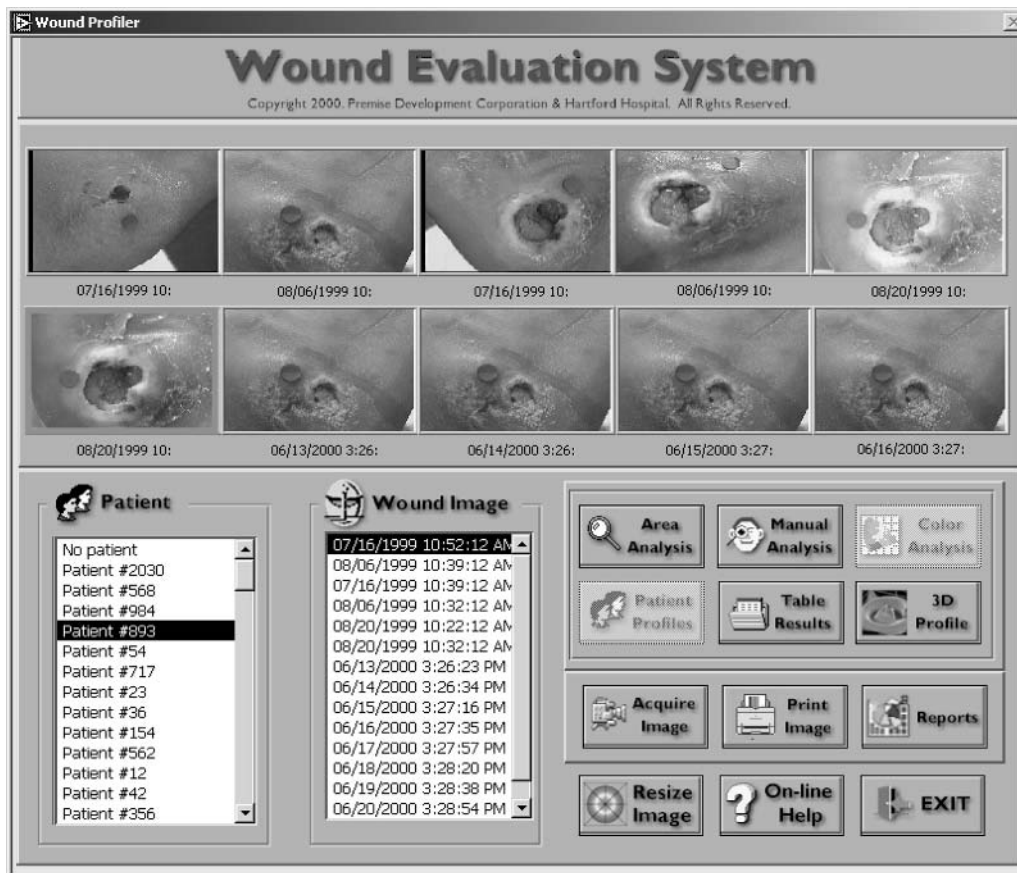 Wound Profiler
Wound Evaluation System
Copyright 2000. Premise Development Corporation & Hartford Hospital. All Rights Reserved.
07/16/1999 10:
08/06/1999 10:
07/16/1999 10:
08/06/1999 10:
08/20/1999 10:
08/20/1999 10:
06/13/2000 3:26:
06/14/2000 3:26:
06/15/2000 3:27:
06/16/2000 3:27:
Patient
No patient
Patient #2030
Patient #568
Patient #984
Patient #893
Patient #54
Patient #717
Patient #23
Patient #36
Patient #154
Patient #562
Patient #12
Patient #42
Patient #356
Wound Image
07/16/1999 10:52:12 AM
08/06/1999 10:39:12 AM
07/16/1999 10:39:12 AM
08/06/1999 10:32:12 AM
08/20/1999 10:22:12 AM
08/20/1999 10:32:12 AM
06/13/2000 3:26:23 PM
06/14/2000 3:26:34 PM
06/15/2000 3:27:16 PM
06/16/2000 3:27:35 PM
06/17/2000 3:27:57 PM
06/18/2000 3:28:20 PM
06/19/2000 3:28:38 PM
06/20/2000 3:28:54 PM
Area
Analysis
Manual
Analysis
Color
Analysis
Patient
Profiles
Table
Results
3D
Profile
Acquire
Image
Print
Image
Reports
Resize
Image
On-line
Help
EXIT